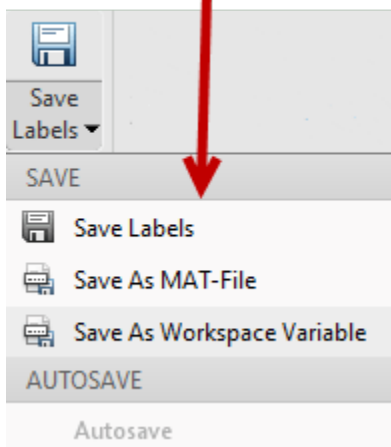 Save
Labels
SAVE
Save Labels
Save As MAT-File
Save As Workspace Variable
AUTOSAVE
Autosave